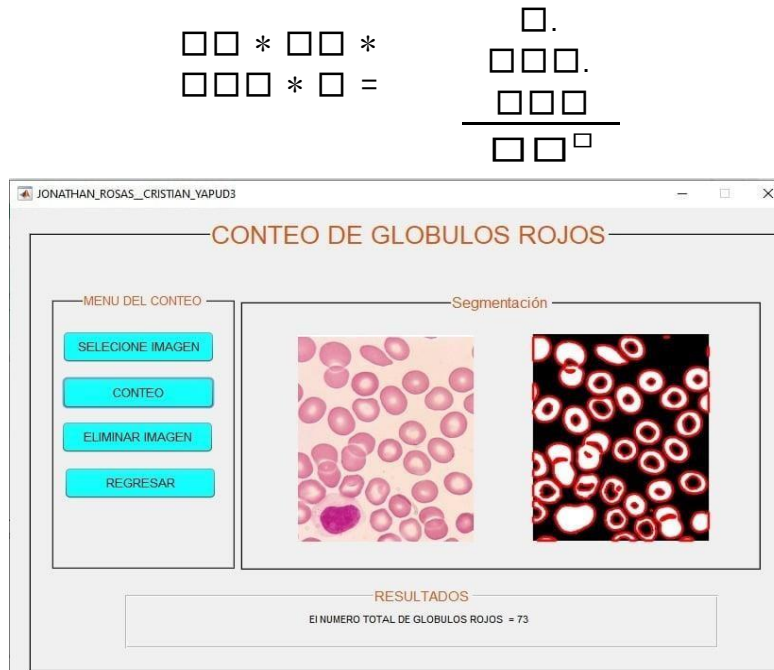 JONATHAN_ROSAS__CRISTIAN_YAPUD3
CONTEO DE GLOBULOS ROJOS
MENU DEL CONTEO
SELECIONE IMAGEN
CONTEO
ELIMINAR IMAGEN
REGRESAR
Segmentación
RESULTADOS
El NUMERO TOTAL DE GLOBULOS ROJOS = 73